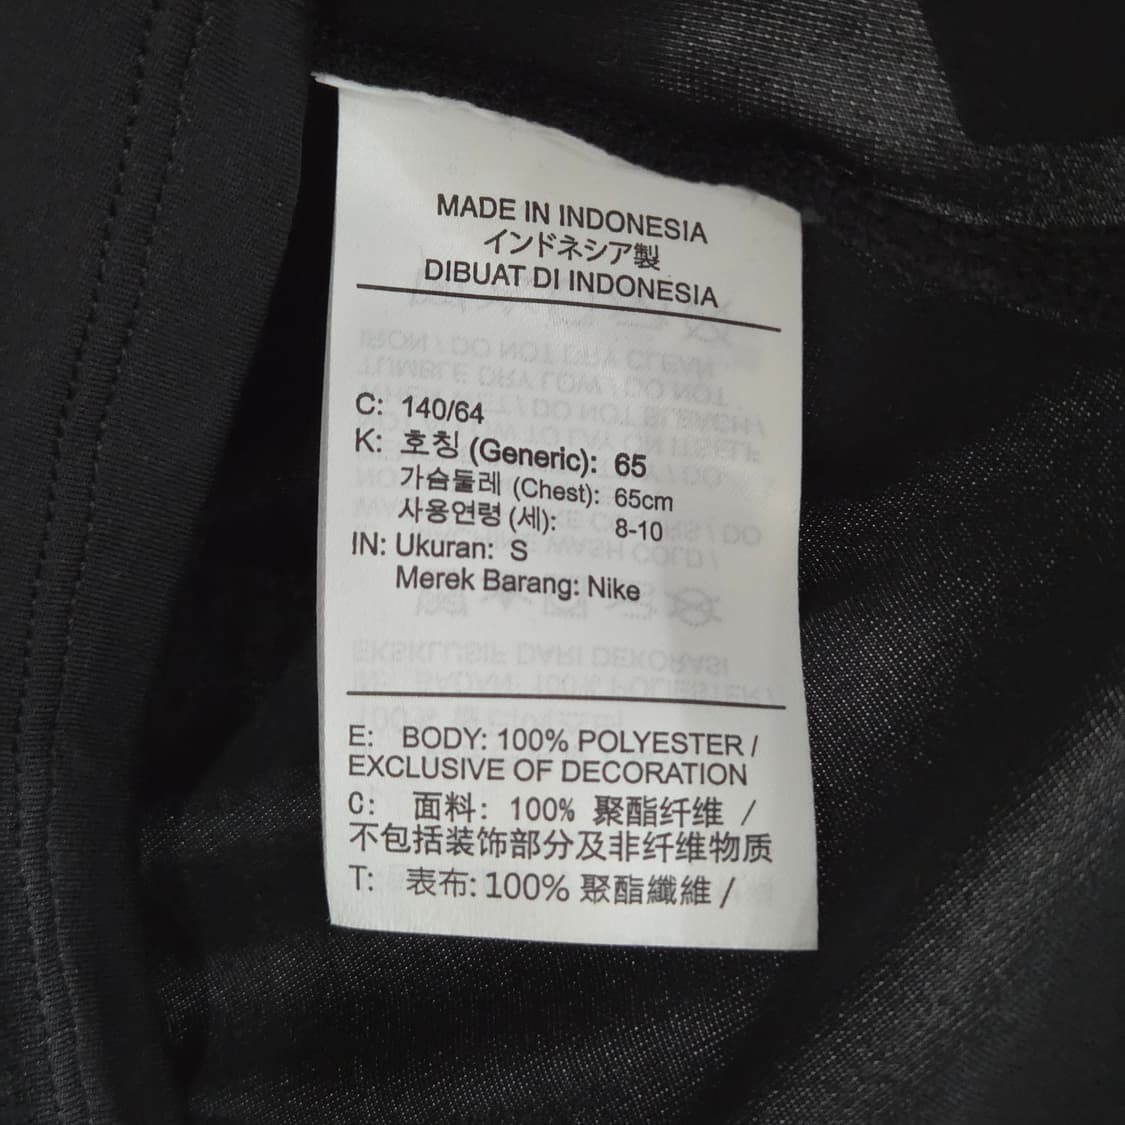 MADE IN INDONESIA
インドネシア製
DIBUAT DI INDONESIA
C: 140/64
K: 호칭 (Generic): 65
가슴둘레 (Chest): 65cm
사용연령 (세): 8-10
IN: Ukuran: S
Merek Barang: Nike
E: BODY: 100% POLYESTER /
EXCLUSIVE OF DECORATION
C: 面料: 100% 聚酯纤维 /
不包括装饰部分及非纤维物质
T: 表布: 100% 聚酯纖維 /